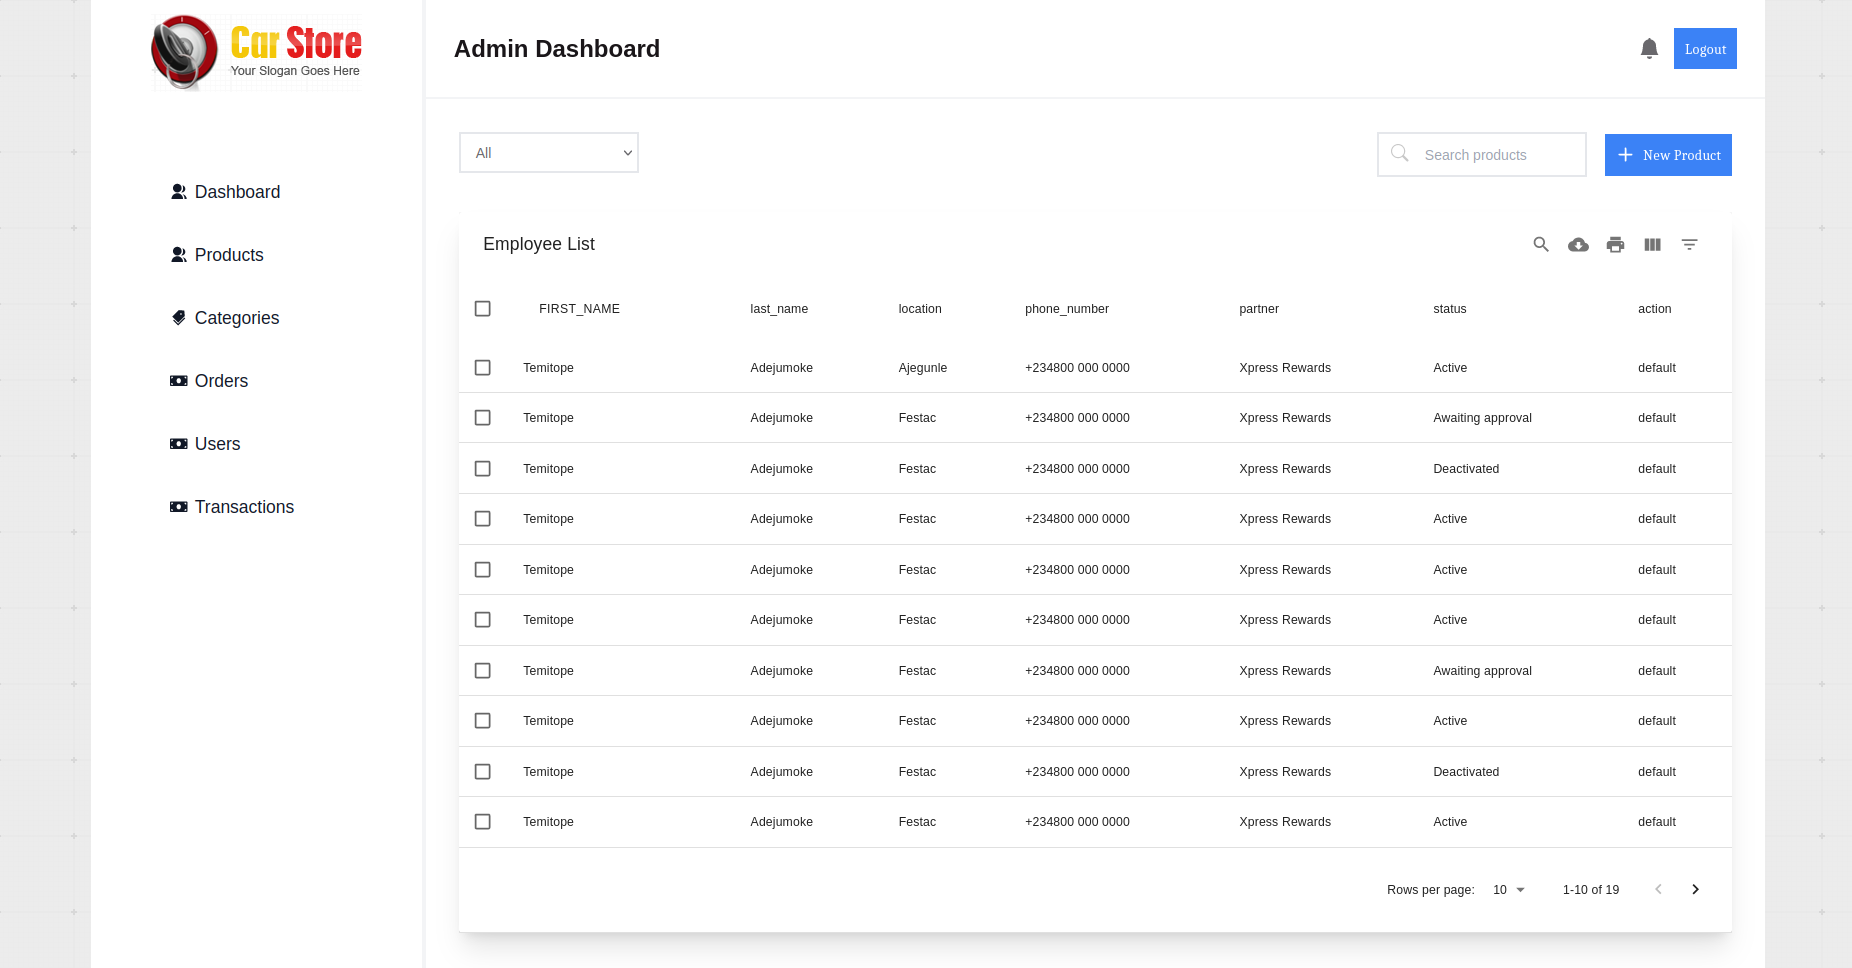 Car Store
Your Slogan Goes Here
Admin Dashboard
Logout
Dashboard
Products
Categories
Orders
Users
Transactions
All
Search products
New Product
Employee List
FIRST_NAME last_name location phone_number partner status action
Temitope Adejumoke Ajegunle +234800 000 0000 Xpress Rewards Active default
Temitope Adejumoke Festac +234800 000 0000 Xpress Rewards Awaiting approval default
Temitope Adejumoke Festac +234800 000 0000 Xpress Rewards Deactivated default
Temitope Adejumoke Festac +234800 000 0000 Xpress Rewards Active default
Temitope Adejumoke Festac +234800 000 0000 Xpress Rewards Active default
Temitope Adejumoke Festac +234800 000 0000 Xpress Rewards Active default
Temitope Adejumoke Festac +234800 000 0000 Xpress Rewards Awaiting approval default
Temitope Adejumoke Festac +234800 000 0000 Xpress Rewards Active default
Temitope Adejumoke Festac +234800 000 0000 Xpress Rewards Deactivated default
Temitope Adejumoke Festac +234800 000 0000 Xpress Rewards Active default
Rows per page: 10 1-10 of 19